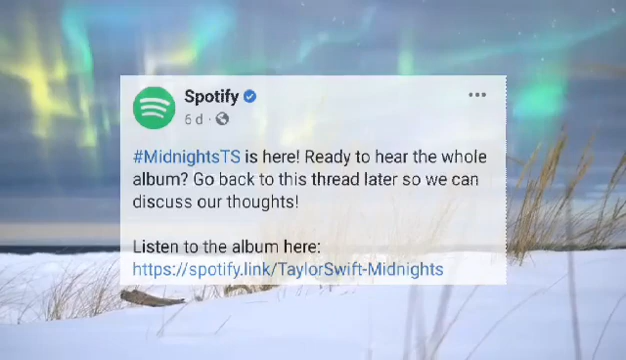 Spotify
6 d ·
#MidnightsTS is here! Ready to hear the whole
album? Go back to this thread later so we can
discuss our thoughts!
Listen to the album here:
https://spotify.link/TaylorSwift-Midnights